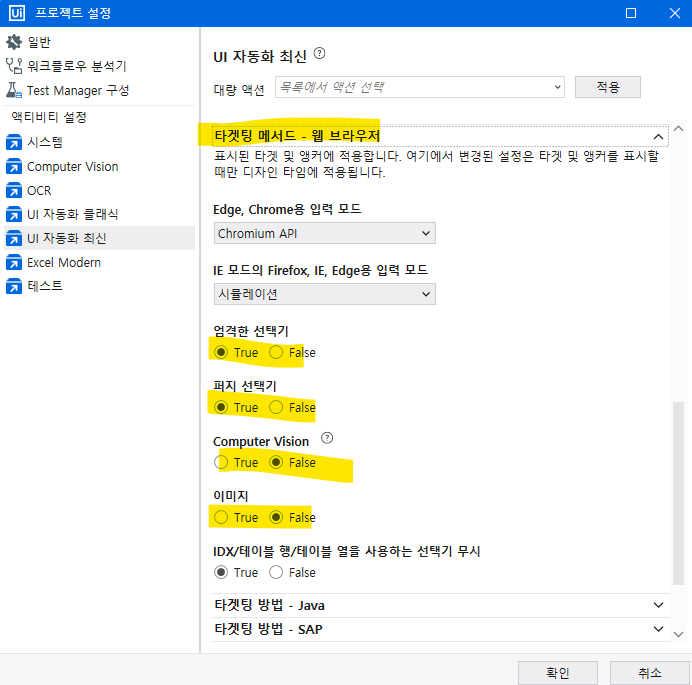 Ui 프로젝트 설정
일반
워크플로우 분석기
Test Manager 구성
액티비티 설정
시스템
Computer Vision
OCR
UI 자동화 클래식
UI 자동화 최신
Excel Modern
테스트
UI 자동화 최신 ?
대량 액션 목록에서 액션 선택 적용
타겟팅 메서드 - 웹 브라우저
표시된 타겟 및 앵커에 적용합니다. 여기에서 변경된 설정은 타겟 및 앵커를 표시할
때만 디자인 타임에 적용됩니다.
Edge, Chrome용 입력 모드
Chromium API
IE 모드의 Firefox, IE, Edge용 입력 모드
시뮬레이션
엄격한 선택기
True False
퍼지 선택기
True False
Computer Vision ?
True False
이미지
True False
IDX/테이블 행/테이블 열을 사용하는 선택기 무시
True False
타겟팅 방법 - Java
타겟팅 방법 - SAP
확인 취소